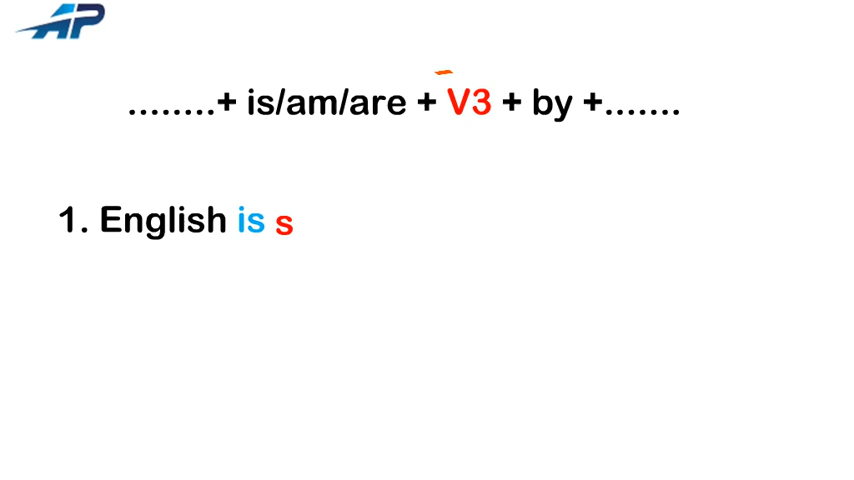 AP
........+ is/am/are + V3 + by +.......
1. English is s